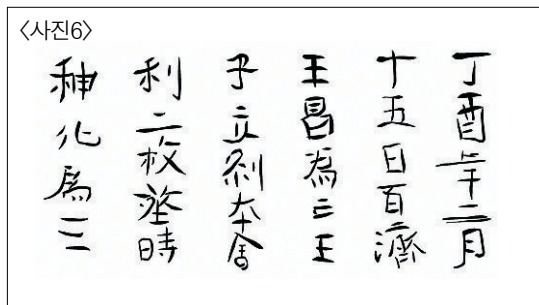 〈사진6〉
丁酉年二月
十五日百濟
王昌為亡王
子立刹本舍
利二枚葬時
神化爲三